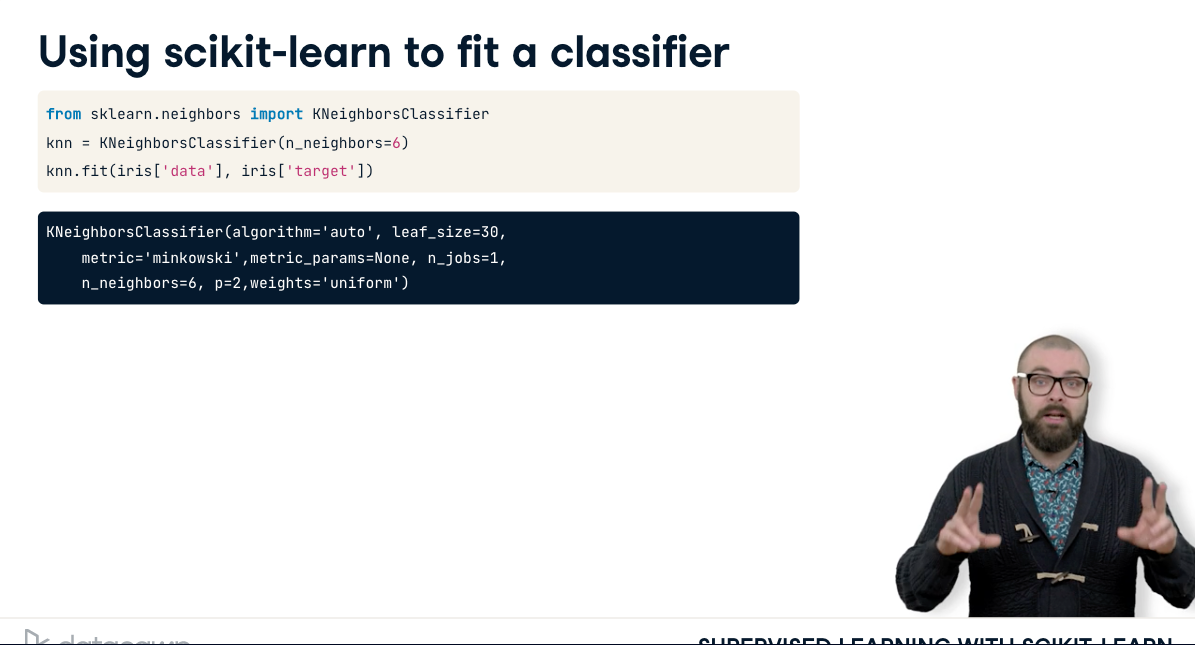 Using scikit-learn to fit a classifier
from sklearn.neighbors import KNeighborsClassifier
knn = KNeighborsClassifier(n_neighbors=6)
knn.fit(iris['data'], iris['target'])
KNeighborsClassifier(algorithm='auto', leaf_size=30,
    metric='minkowski',metric_params=None, n_jobs=1,
    n_neighbors=6, p=2,weights='uniform')
datacamp
SUPERVISED LEARNING WITH SCIKIT-LEARN